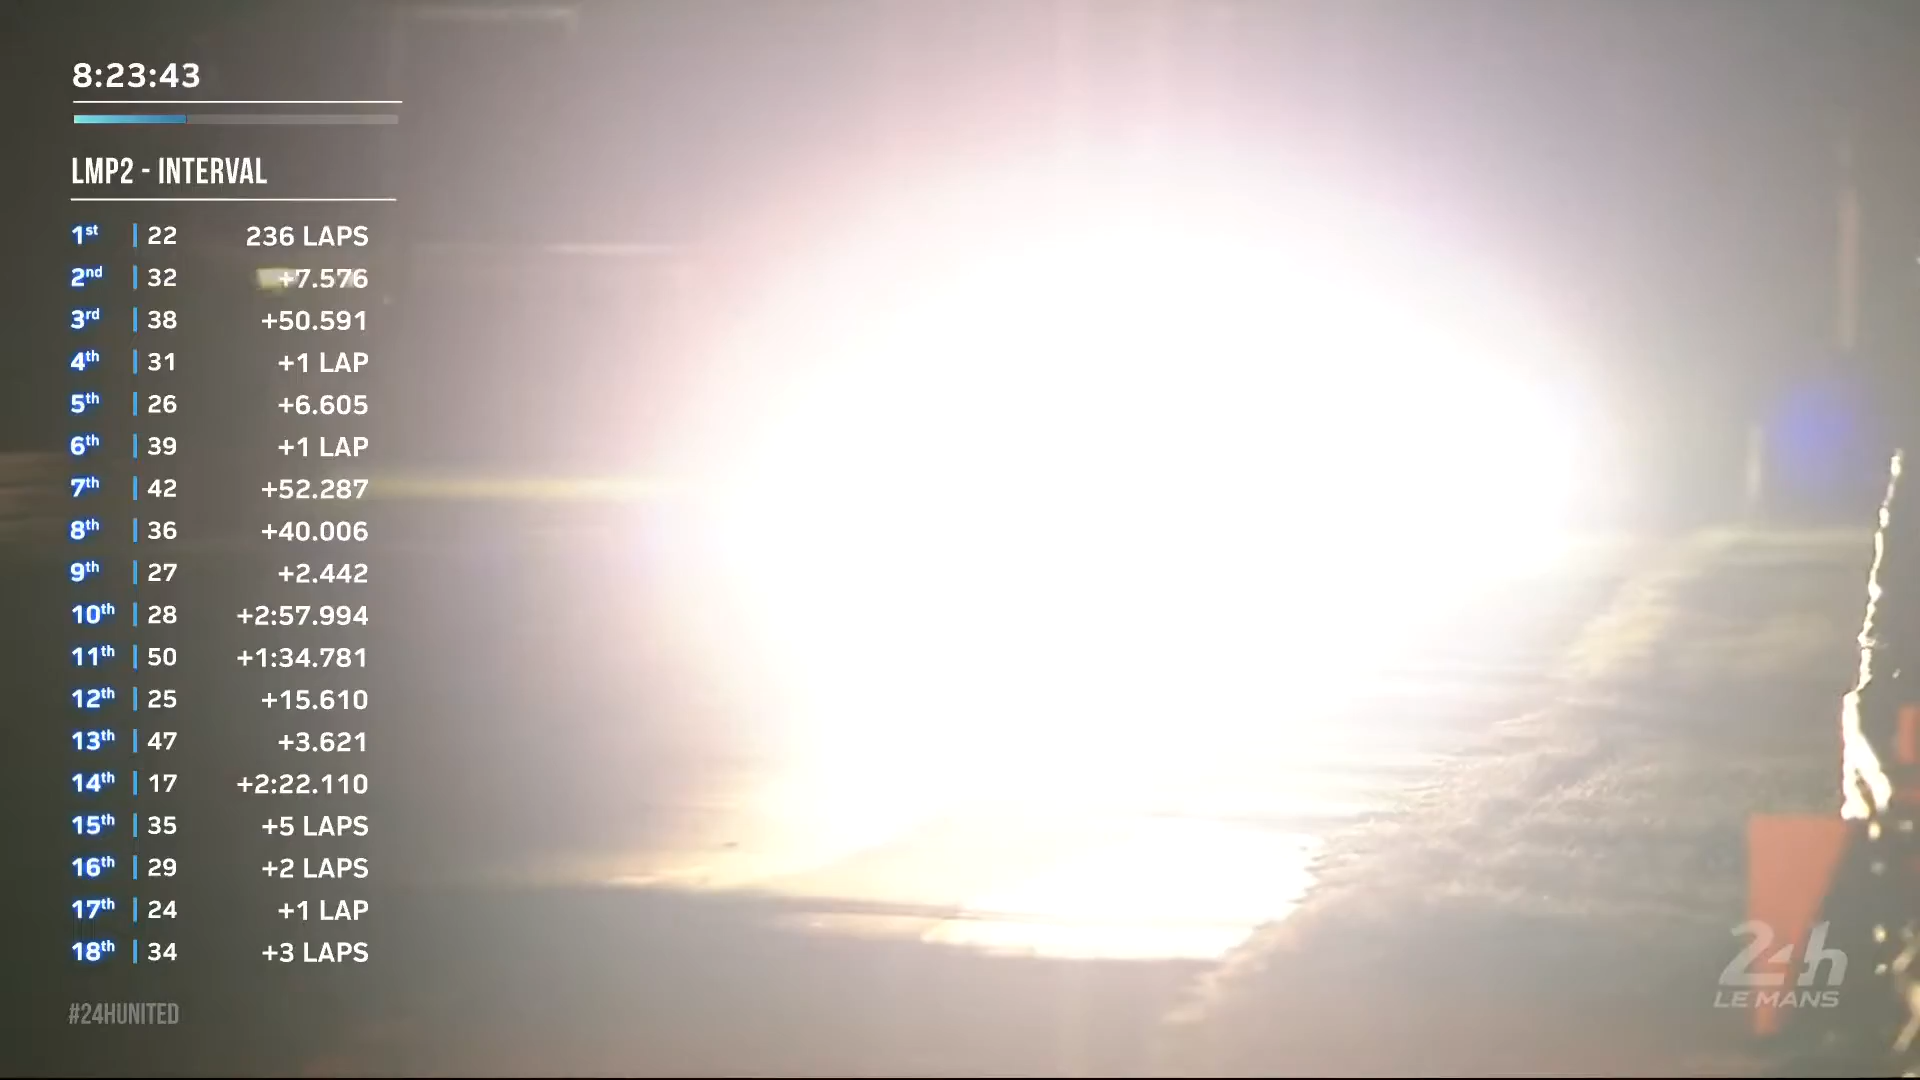 8:23:43
LMP2 - INTERVAL
1st 22 236 LAPS
2nd 32 +7.576
3rd 38 +50.591
4th 31 +1 LAP
5th 26 +6.605
6th 39 +1 LAP
7th 42 +52.287
8th 36 +40.006
9th 27 +2.442
10th 28 +2:57.994
11th 50 +1:34.781
12th 25 +15.610
13th 47 +3.621
14th 17 +2:22.110
15th 35 +5 LAPS
16th 29 +2 LAPS
17th 24 +1 LAP
18th 34 +3 LAPS
#24HUNITED
24h
LE MANS